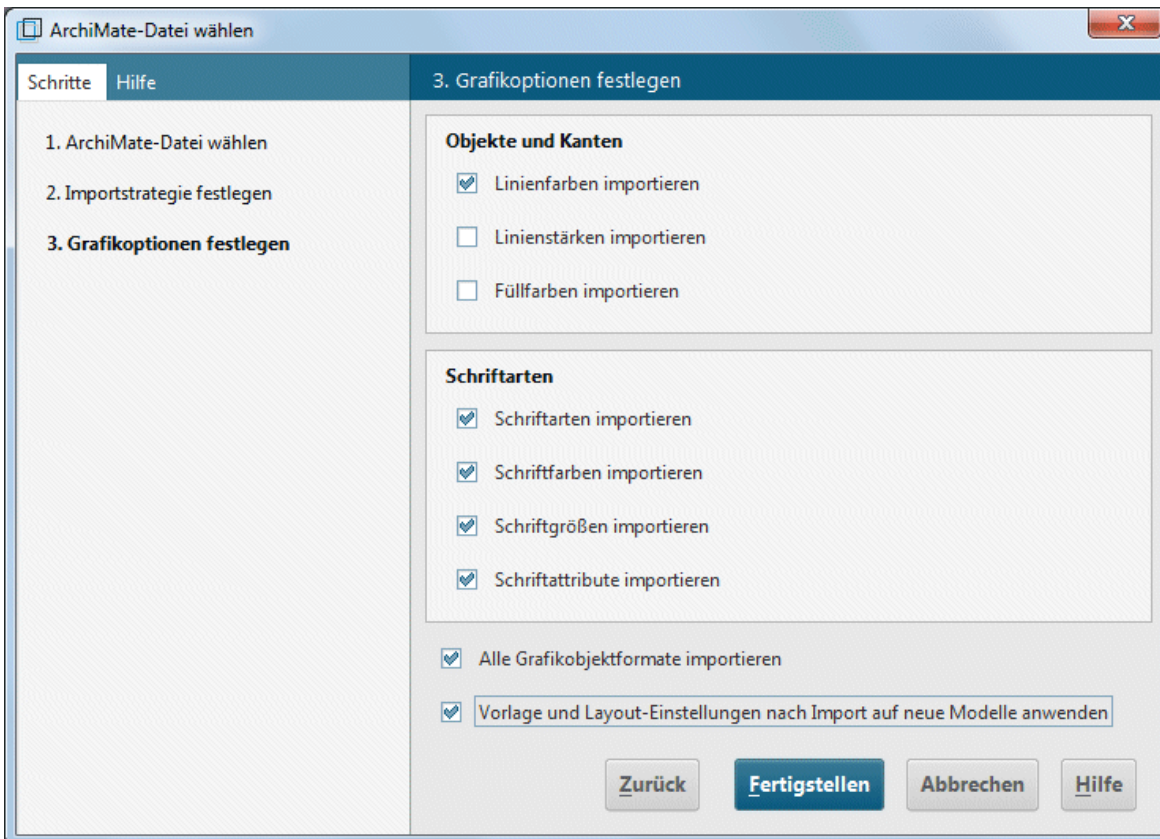 ArchiMate-Datei wählen
Schritte Hilfe
1. ArchiMate-Datei wählen
2. Importstrategie festlegen
3. Grafikoptionen festlegen
3. Grafikoptionen festlegen
Objekte und Kanten
Linienfarben importieren
Linienstärken importieren
Füllfarben importieren
Schriftarten
Schriftarten importieren
Schriftfarben importieren
Schriftgrößen importieren
Schriftattribute importieren
Alle Grafikobjektformate importieren
Vorlage und Layout-Einstellungen nach Import auf neue Modelle anwenden
Zurück Fertigstellen Abbrechen Hilfe